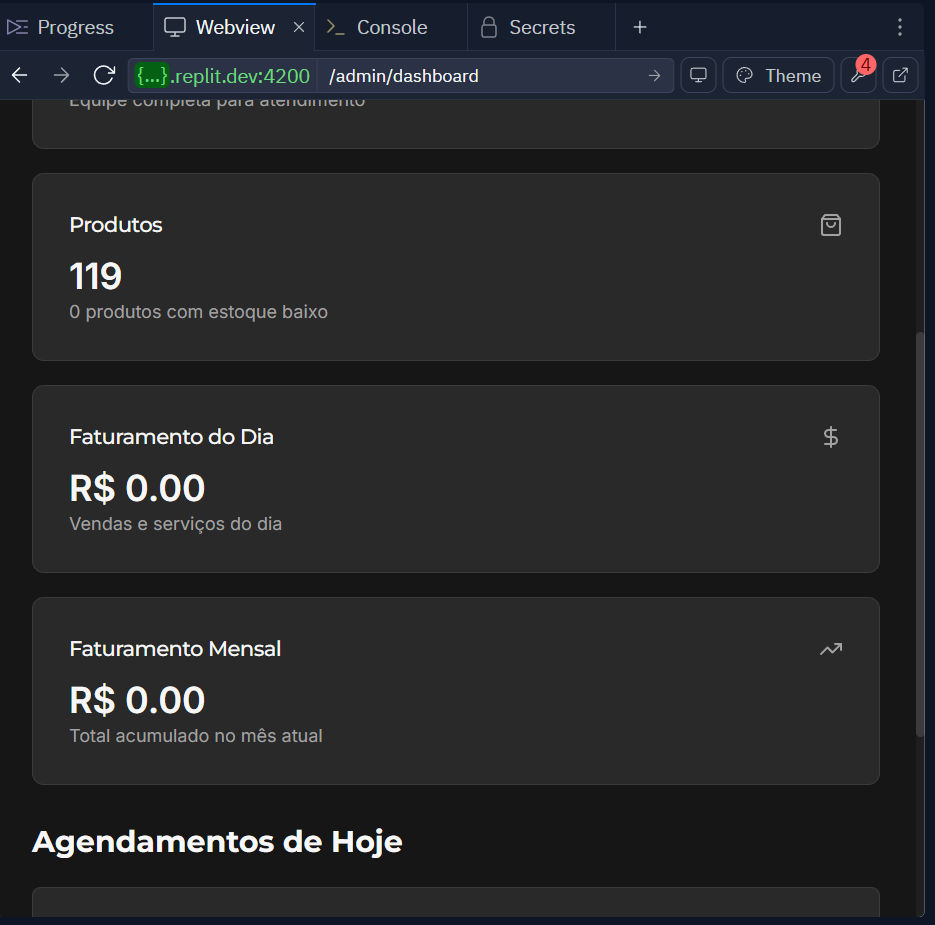 Progress
Webview
Console
Secrets
{...}.replit.dev:4200
/admin/dashboard
Theme
4
Equipe completa para atendimento
Produtos
119
0 produtos com estoque baixo
Faturamento do Dia
$
R$ 0.00
Vendas e serviços do dia
Faturamento Mensal
R$ 0.00
Total acumulado no mês atual
Agendamentos de Hoje